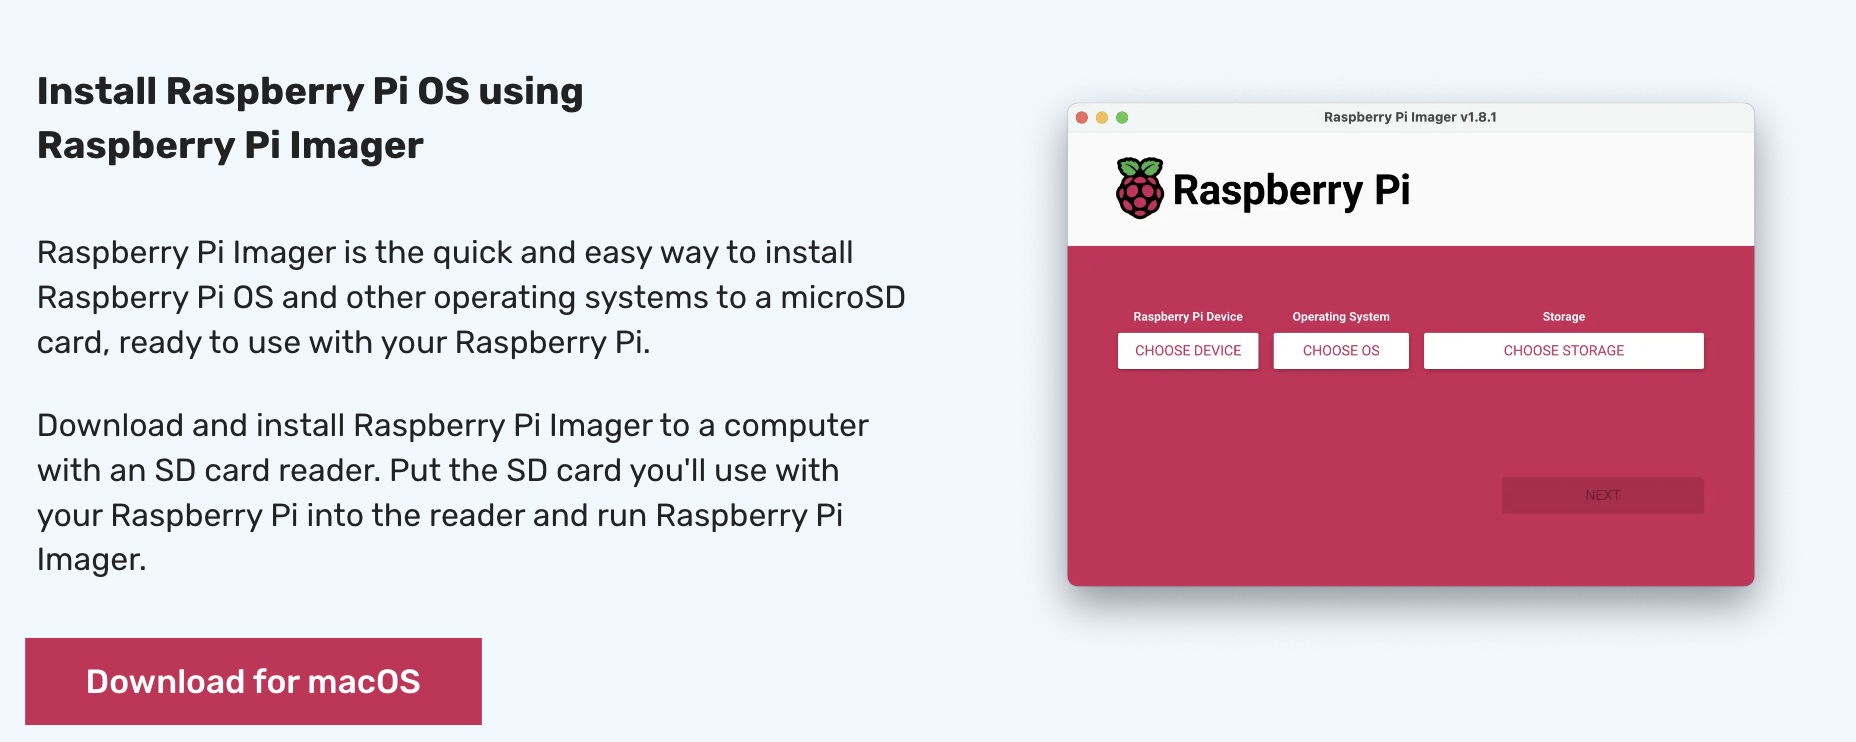 Install Raspberry Pi OS using
Raspberry Pi Imager
Raspberry Pi Imager is the quick and easy way to install
Raspberry Pi OS and other operating systems to a microSD
card, ready to use with your Raspberry Pi.
Download and install Raspberry Pi Imager to a computer
with an SD card reader. Put the SD card you'll use with
your Raspberry Pi into the reader and run Raspberry Pi
Imager.
Download for macOS
Raspberry Pi Imager v1.8.1
Raspberry Pi
Raspberry Pi Device
Operating System
Storage
CHOOSE DEVICE
CHOOSE OS
CHOOSE STORAGE
NEXT